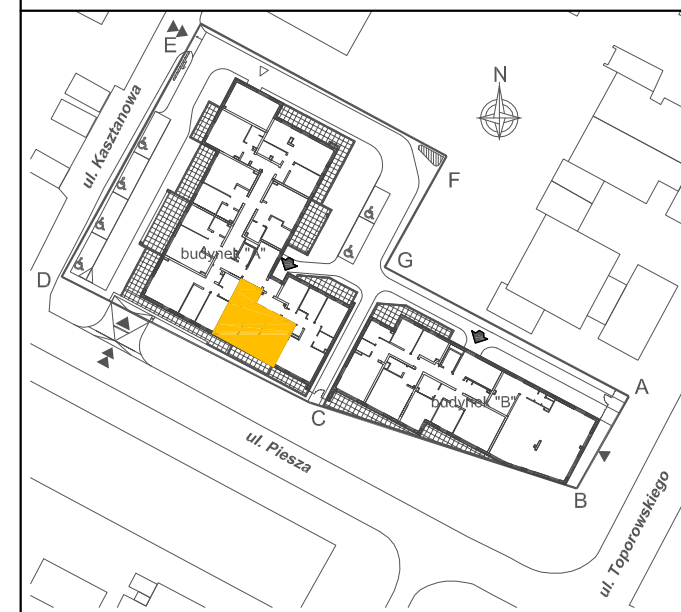 E
N
ul. Kasztanowa
F
budynek "A"
G
D
A
C
budynek "B"
ul. Piesza
B
ul. Toporowskiego